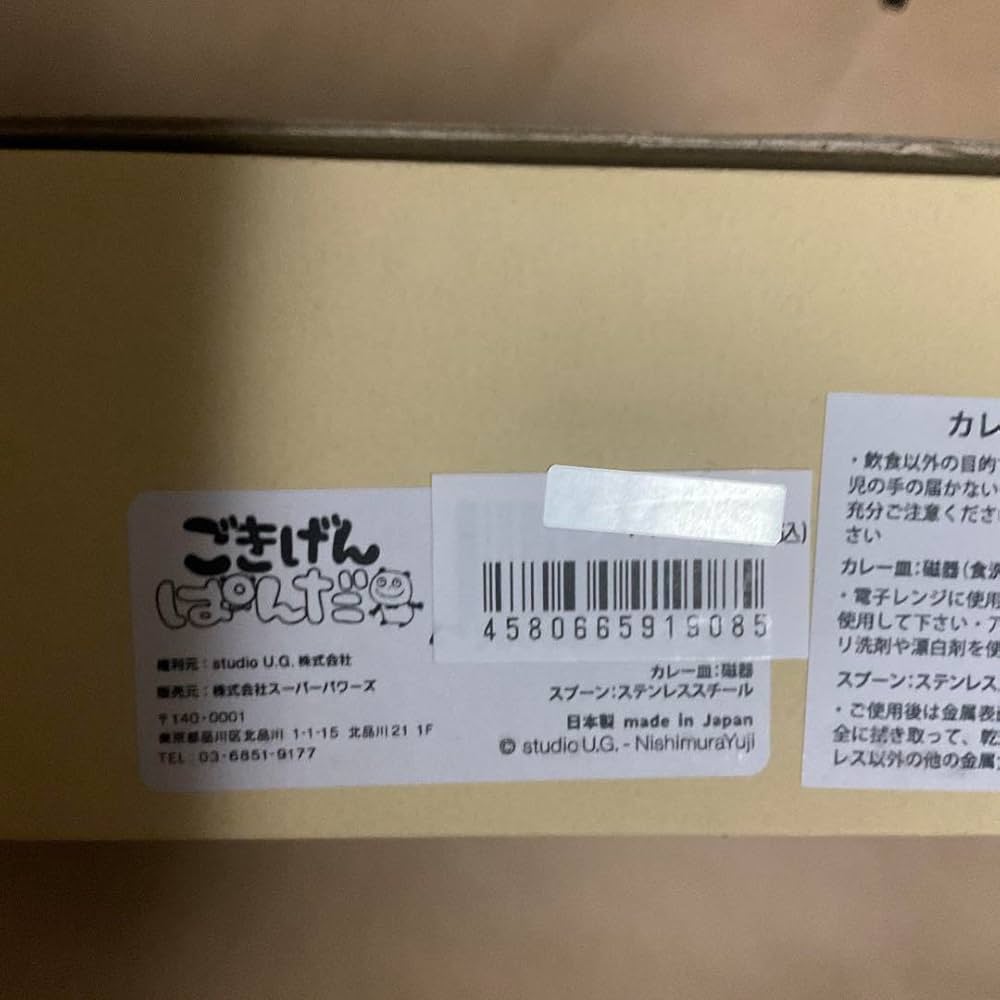 ごきげん
ぱんだ
権利元：studio U.G. 株式会社
販売元：株式会社スーパーパワーズ
〒140-0001
東京都品川区北品川 1-1-15 北品川21 1F
TEL：03-6851-9177
込)
4580665919085
カレー皿：磁器
スプーン：ステンレススチール
日本製 made in Japan
© studio U.G. - NishimuraYuji
カレ
・飲食以外の目的
児の手の届かない
充分ご注意くださ
さい
カレー皿：磁器（食洗
・電子レンジに使用
使用して下さい・ア
リ洗剤や漂白剤を使
スプーン：ステンレス
・ご使用後は金属表
全に拭き取って、乾
レス以外の他の金属